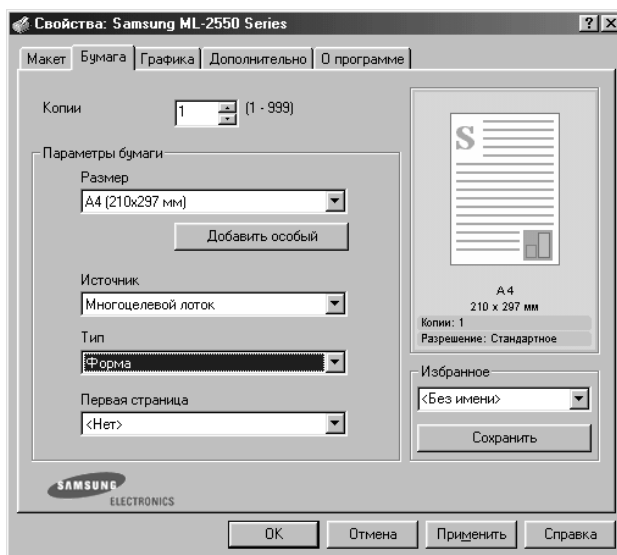 Свойства: Samsung ML-2550 Series
Макет Бумага Графика Дополнительно О программе
Копии 1 (1 - 999)
Параметры бумаги
Размер
A4 (210x297 мм)
Добавить особый
Источник
Многоцелевой лоток
Тип
Форма
Первая страница
<Нет>
S
A4
210 x 297 мм
Копии: 1
Разрешение: Стандартное
Избранное
<Без имени>
Сохранить
SAMSUNG
ELECTRONICS
OK Отмена Применить Справка